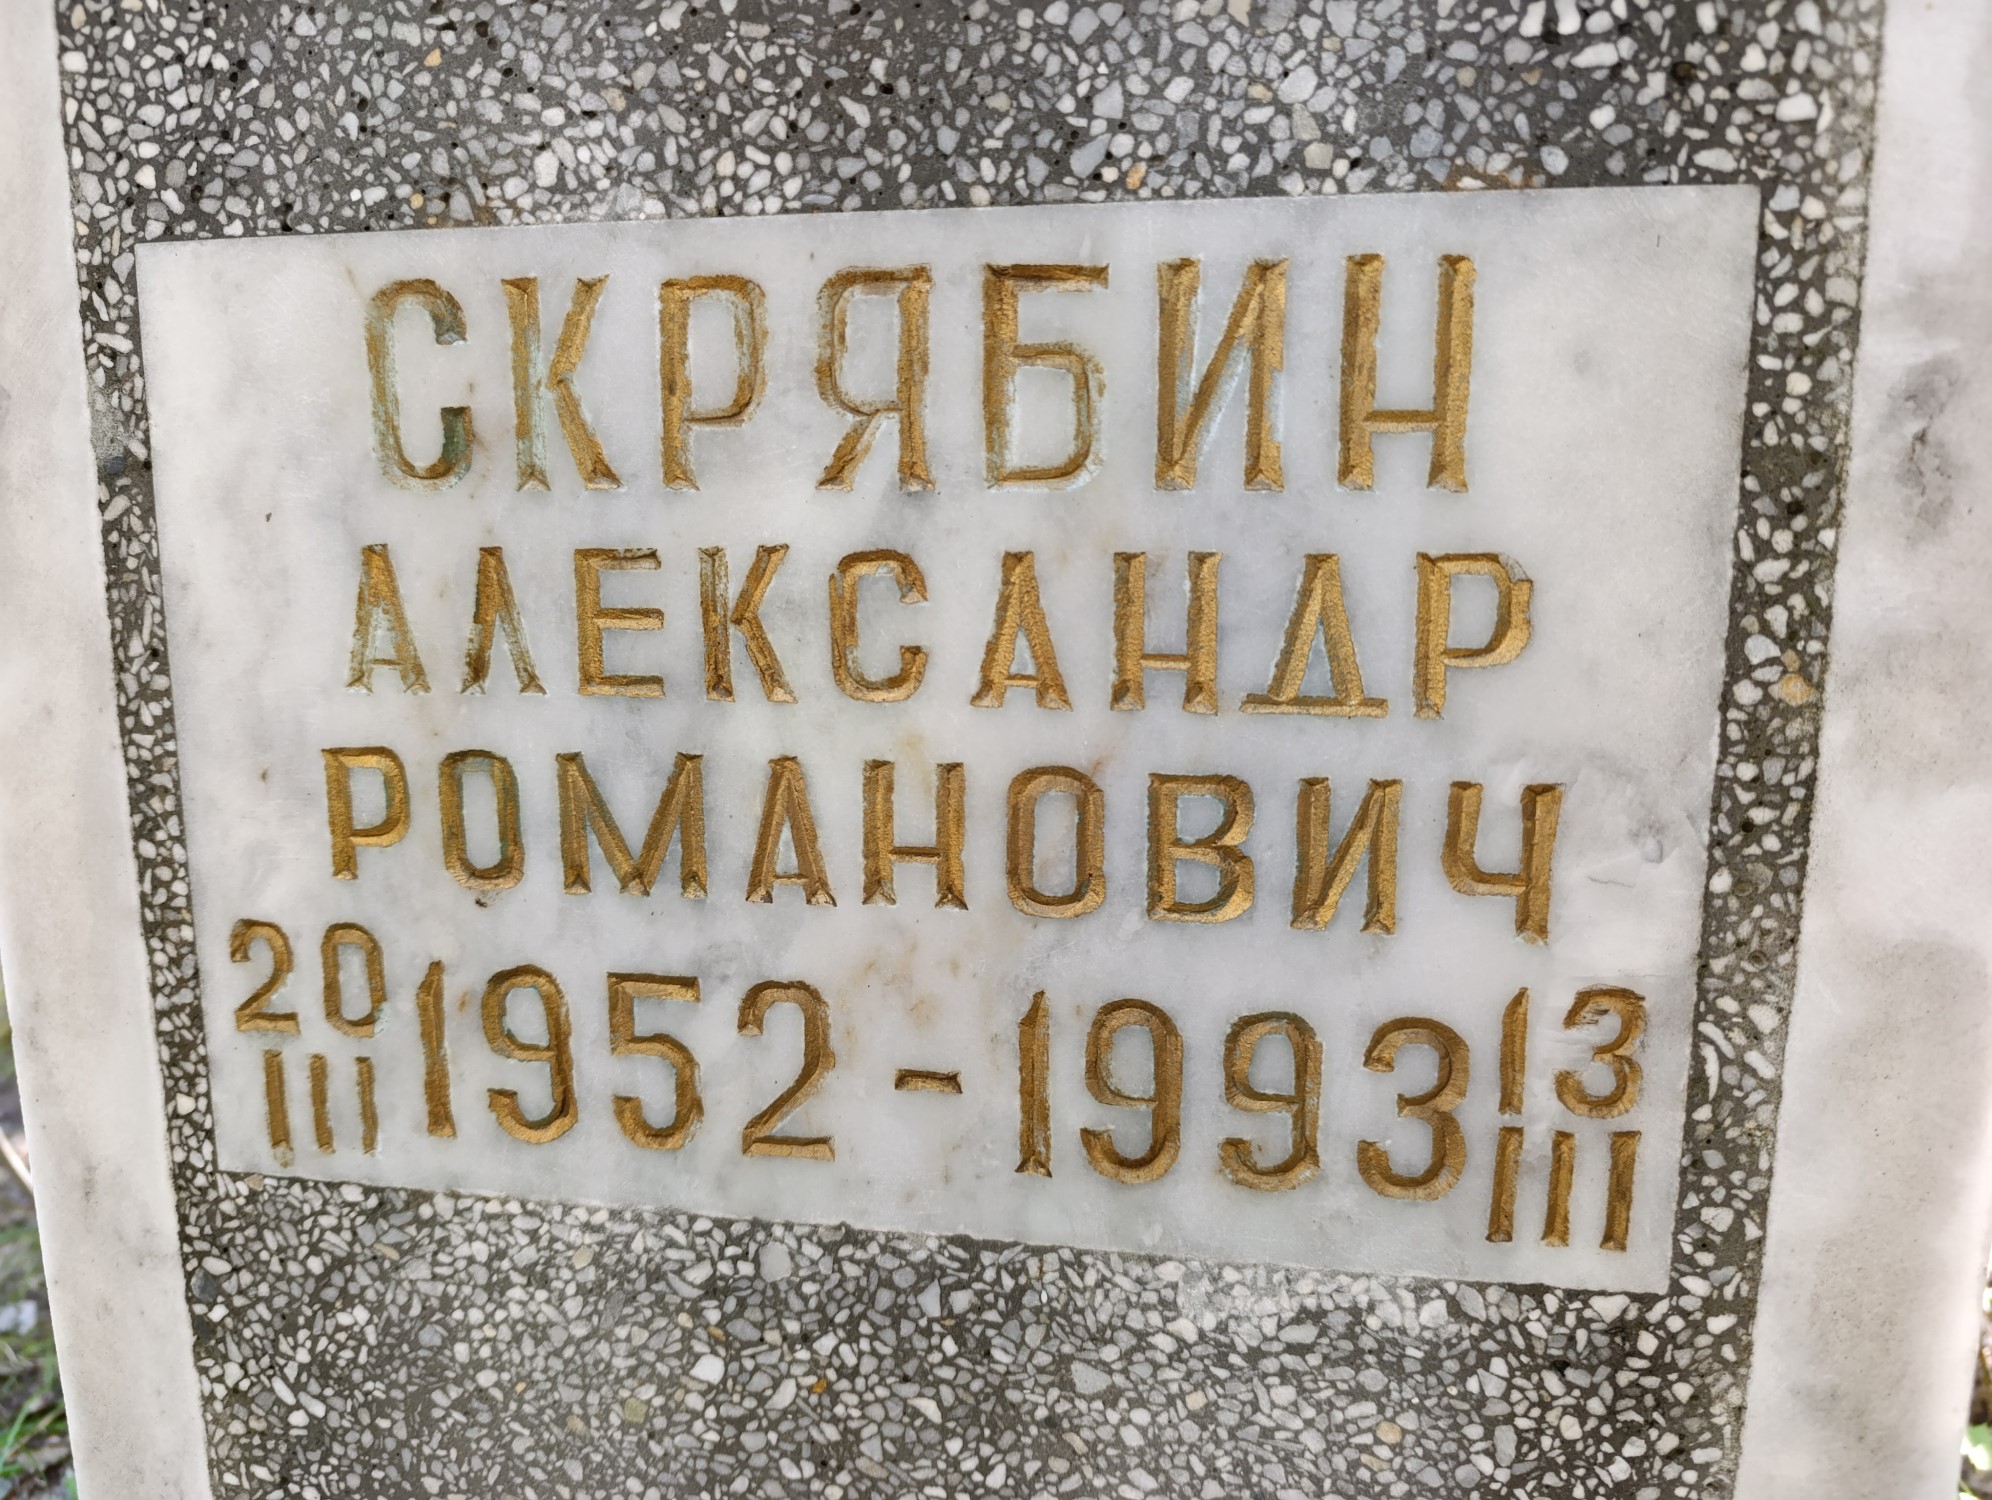 СКРЯБИН
АЛЕКСАНДР
РОМАНОВИЧ
20 III 1952 - 1993 13 III